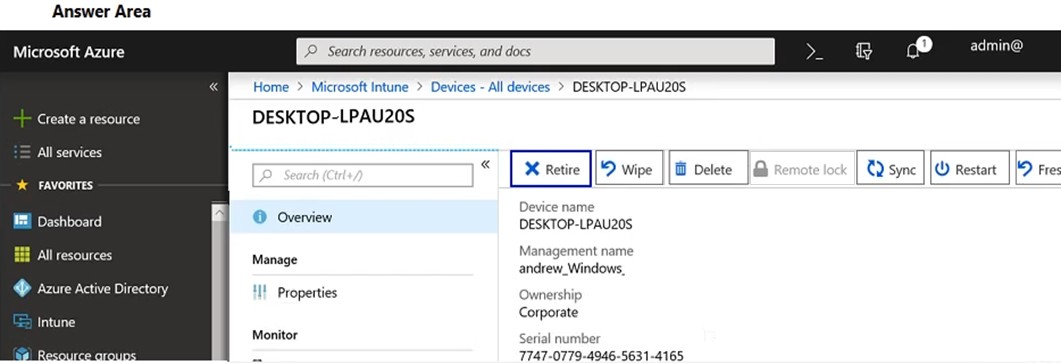 Answer Area
Microsoft Azure
Search resources, services, and docs
1
admin@
«
Home > Microsoft Intune > Devices - All devices > DESKTOP-LPAU20S
DESKTOP-LPAU20S
Create a resource
All services
FAVORITES
Dashboard
All resources
Azure Active Directory
Intune
Resource groups
Search (Ctrl+/)
«
Overview
Manage
Properties
Monitor
Retire
Wipe
Delete
Remote lock
Sync
Restart
Fres
Device name
DESKTOP-LPAU20S
Management name
andrew_Windows_
Ownership
Corporate
Serial number
7747-0779-4946-5631-4165